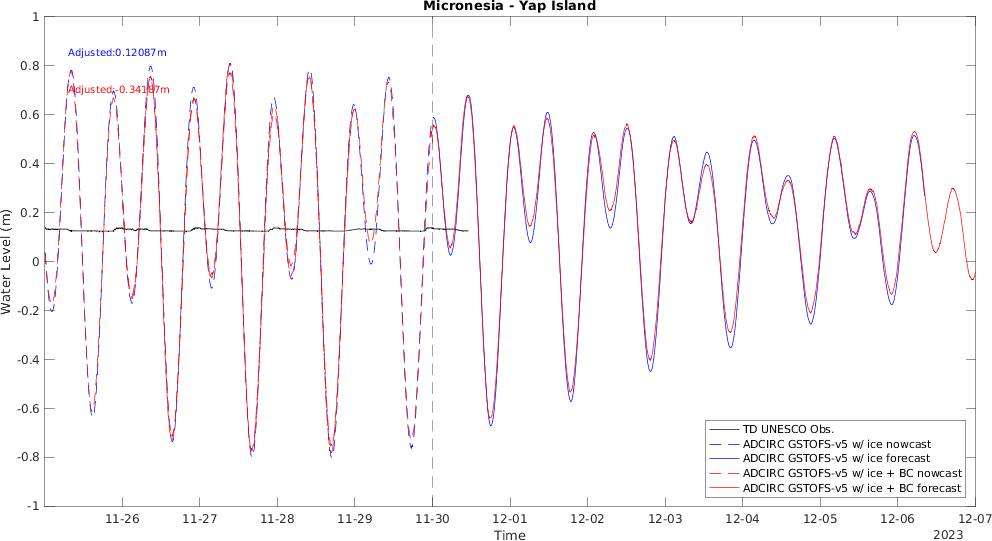 Micronesia - Yap Island
1
0.8
0.6
0.4
0.2
0
-0.2
-0.4
-0.6
-0.8
-1
Water Level (m)
Adjusted:0.12087m
Adjusted:-0.34187m
TD UNESCO Obs.
ADCIRC GSTOFS-v5 w/ ice nowcast
ADCIRC GSTOFS-v5 w/ ice forecast
ADCIRC GSTOFS-v5 w/ ice + BC nowcast
ADCIRC GSTOFS-v5 w/ ice + BC forecast
11-26 11-27 11-28 11-29 11-30 12-01 12-02 12-03 12-04 12-05 12-06 12-07
Time
2023